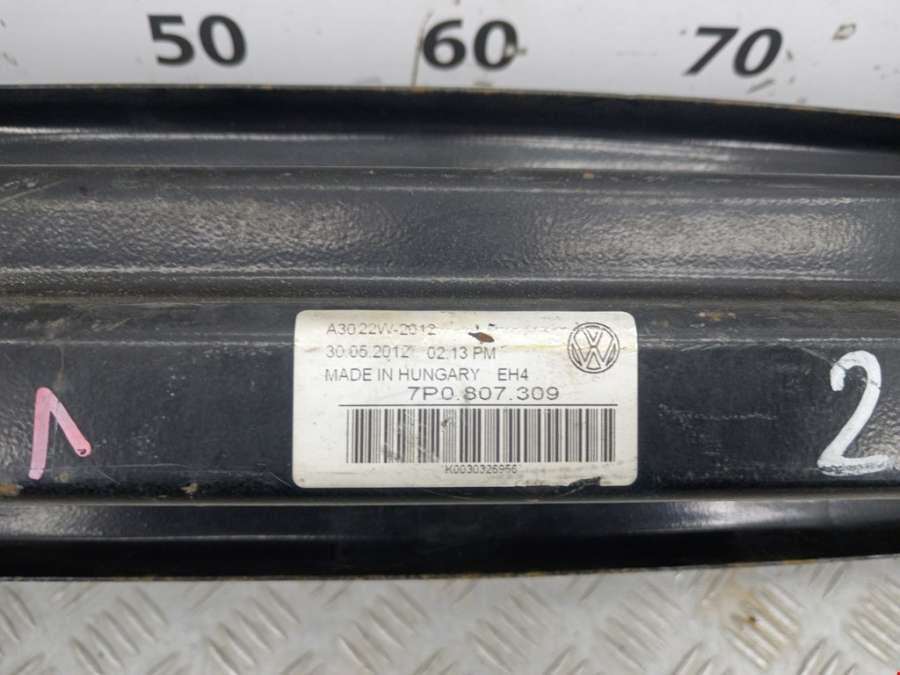 50 60 70
A3022W-2012
30.05.2012 02:13 PM
MADE IN HUNGARY EH4
7P0.807.309
K0030326956
1 2